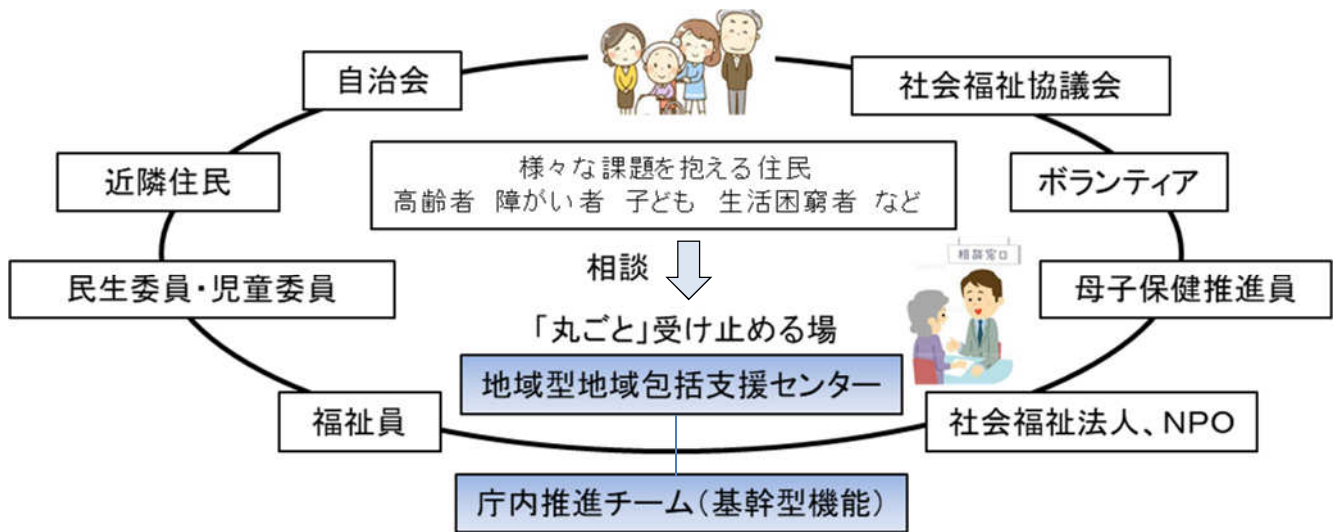 自治会
社会福祉協議会
近隣住民
様々な課題を抱える住民
高齢者 障がい者 子ども 生活困窮者 など
ボランティア
相談
相談窓口
民生委員・児童委員
母子保健推進員
「丸ごと」受け止める場
地域型地域包括支援センター
福祉員
社会福祉法人、NPO
庁内推進チーム(基幹型機能)